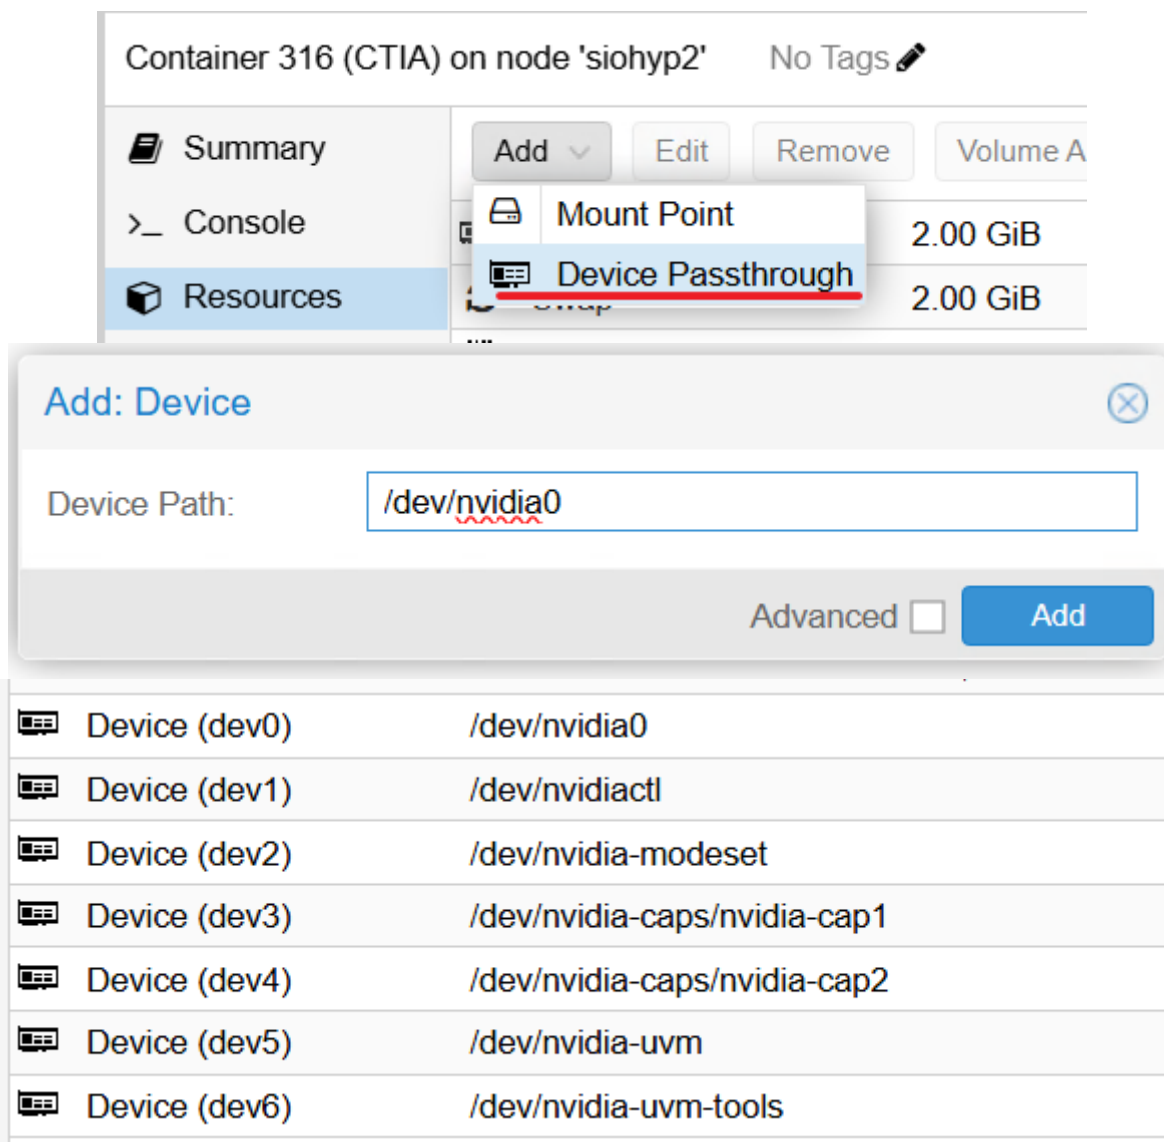 Container 316 (CTIA) on node 'siohyp2' No Tags
Summary Add Edit Remove Volume A
Console Mount Point 2.00 GiB
Resources Device Passthrough
Swap 2.00 GiB
Add: Device
Device Path: /dev/nvidia0
Advanced Add
Device (dev0) /dev/nvidia0
Device (dev1) /dev/nvidiactl
Device (dev2) /dev/nvidia-modeset
Device (dev3) /dev/nvidia-caps/nvidia-cap1
Device (dev4) /dev/nvidia-caps/nvidia-cap2
Device (dev5) /dev/nvidia-uvm
Device (dev6) /dev/nvidia-uvm-tools